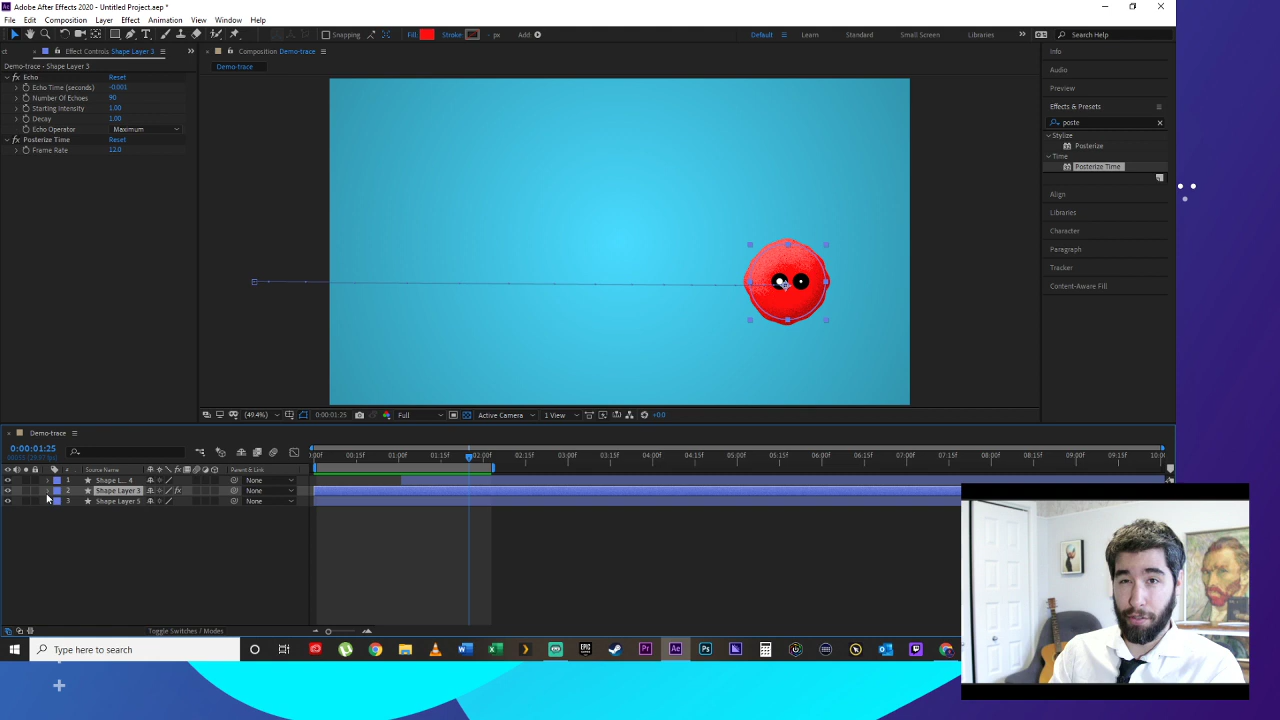 Adobe After Effects 2020 - Untitled Project.aep *
File Edit Composition Layer Effect Animation View Window Help
Snapping Fill Stroke - px Add: Default Learn Standard Small Screen Libraries Search Help
ct Effect Controls Shape Layer 3
Composition Demo-trace
Info
Demo-trace • Shape Layer 3
Demo-trace
Echo Reset
Audio
Echo Time (seconds) -0.001
Preview
Number of Echoes 90
Effects & Presets
Starting Intensity 1.00
Decay 1.00
poste
Echo Operator Maximum
Stylize
Posterize Time Reset
Posterize
Frame Rate 12.0
Time
Posterize Time
Align
Libraries
Character
Paragraph
Tracker
Content-Aware Fill
(49.4%) 0:00:01:25 Full Active Camera 1 View +0.0
Demo-trace
0:00:01:25
00:15f 01:00f 01:15f 02:00f 02:15f 03:00f 03:15f 04:00f 04:15f 05:00f 05:15f 06:00f 06:15f 07:00f 07:15f 08:00f 08:15f 09:00f 09:15f 10:0
# Source Name Parent & Link
1 Shape L... 4 None
2 Shape Layer 3 fx None
3 Shape Layer 5 None
Toggle Switches / Modes
Type here to search